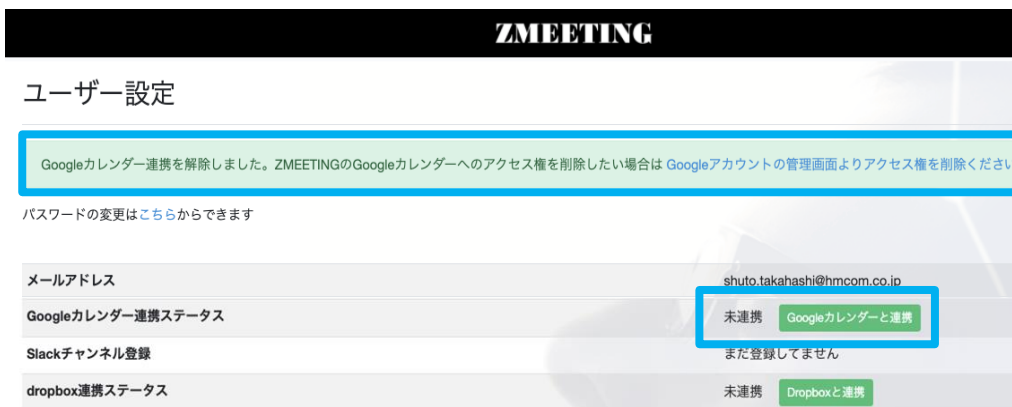 ZMEETING
ユーザー設定
Googleカレンダー連携を解除しました。ZMEETINGのGoogleカレンダーへのアクセス権を削除したい場合は Googleアカウントの管理画面よりアクセス権を削除ください
パスワードの変更はこちらからできます
メールアドレス shuto.takahashi@hmcom.co.jp
Googleカレンダー連携ステータス 未連携 Googleカレンダーと連携
Slackチャンネル登録 まだ登録してません
dropbox連携ステータス 未連携 Dropboxと連携